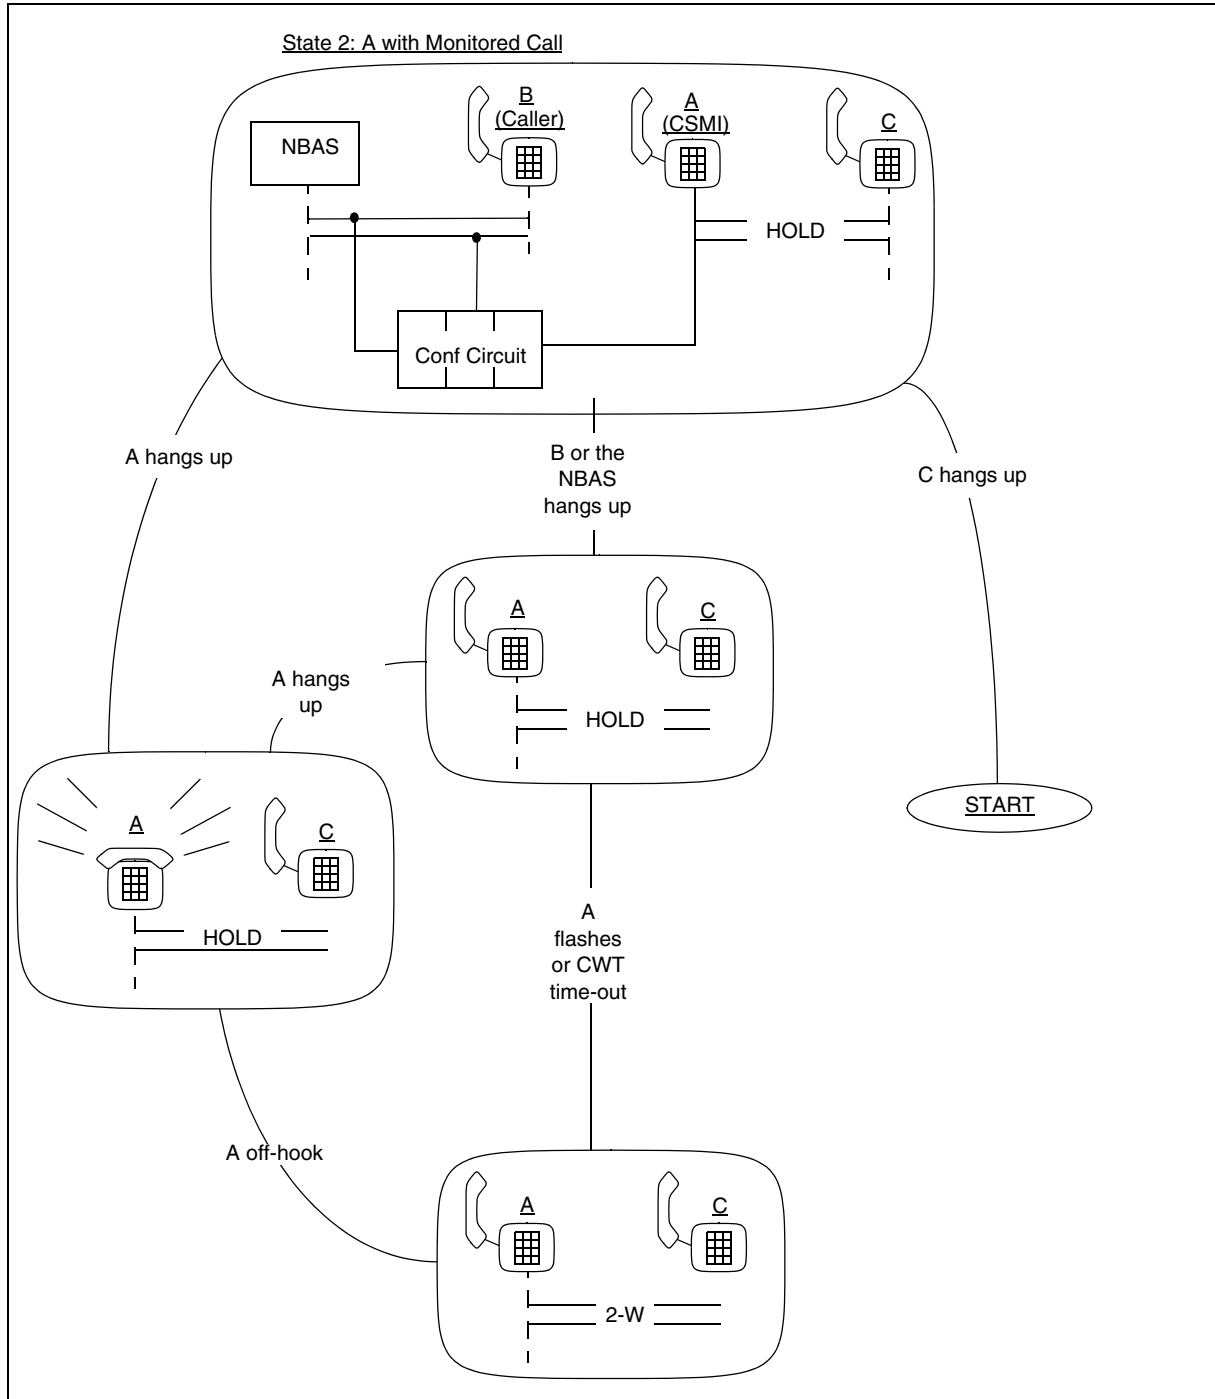 State 2: A with Monitored Call
NBAS
B
(Caller)
A
(CSMI)
C
HOLD
Conf Circuit
A hangs up
B or the
NBAS
hangs up
C hangs up
A
C
HOLD
A hangs
up
START
A
C
HOLD
A
flashes
or CWT
time-out
A off-hook
A
C
2-W